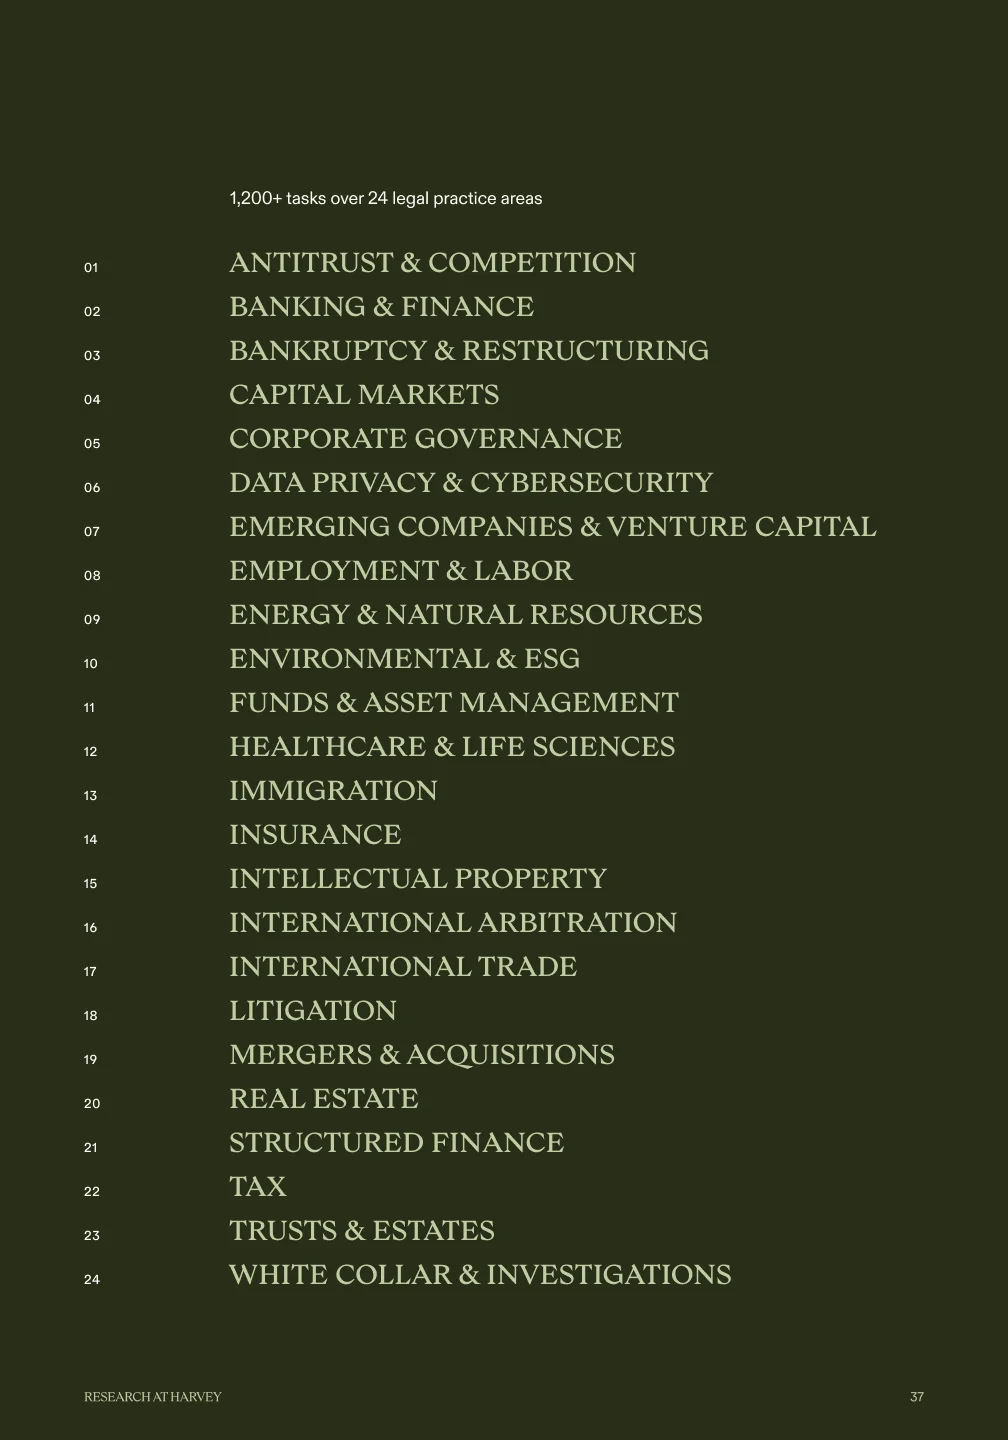 1,200+ tasks over 24 legal practice areas
01 ANTITRUST & COMPETITION
02 BANKING & FINANCE
03 BANKRUPTCY & RESTRUCTURING
04 CAPITAL MARKETS
05 CORPORATE GOVERNANCE
06 DATA PRIVACY & CYBERSECURITY
07 EMERGING COMPANIES & VENTURE CAPITAL
08 EMPLOYMENT & LABOR
09 ENERGY & NATURAL RESOURCES
10 ENVIRONMENTAL & ESG
11 FUNDS & ASSET MANAGEMENT
12 HEALTHCARE & LIFE SCIENCES
13 IMMIGRATION
14 INSURANCE
15 INTELLECTUAL PROPERTY
16 INTERNATIONAL ARBITRATION
17 INTERNATIONAL TRADE
18 LITIGATION
19 MERGERS & ACQUISITIONS
20 REAL ESTATE
21 STRUCTURED FINANCE
22 TAX
23 TRUSTS & ESTATES
24 WHITE COLLAR & INVESTIGATIONS
RESEARCH AT HARVEY 37